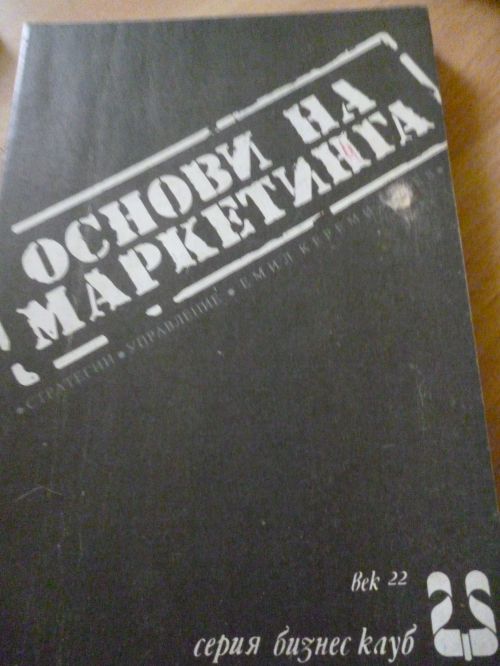 ОСНОВИ НА
МАРКЕТИНГА
• СТРАТЕГИИ • УПРАВЛЕНИЕ • ЕМИЛ
век 22
серия бизнес клуб